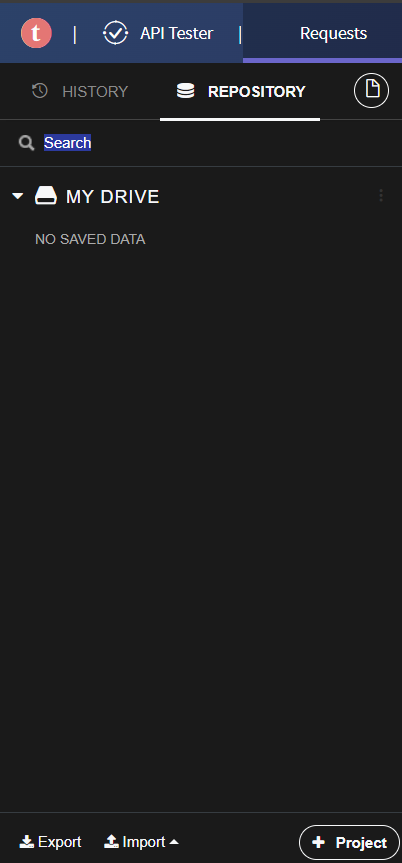 t | API Tester | Requests
HISTORY REPOSITORY
Search
MY DRIVE
NO SAVED DATA
Export Import + Project